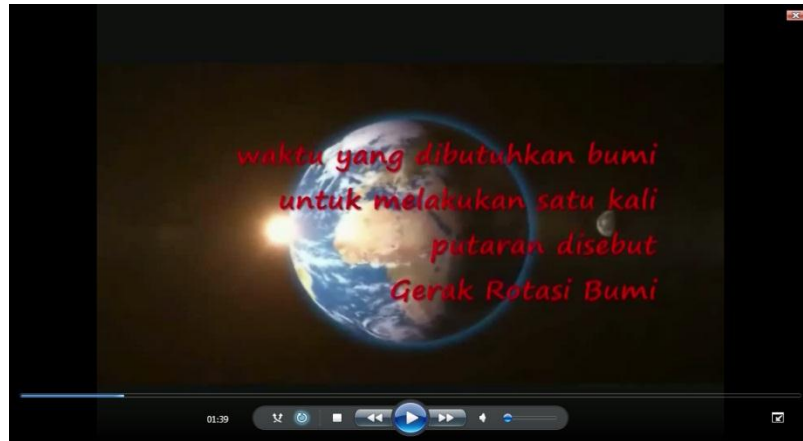 waktu yang dibutuhkan bumi
untuk melakukan satu kali
putaran disebut
Gerak Rotasi Bumi
01:39